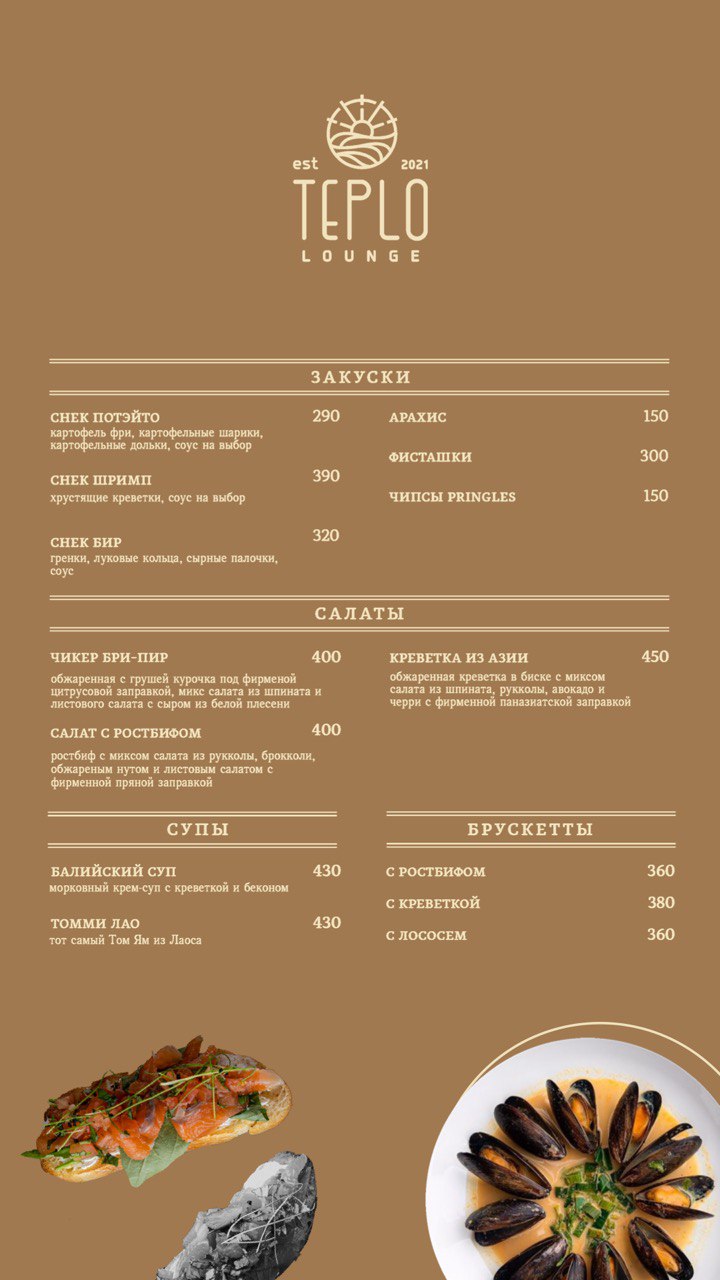 est 2021
TEPLO
LOUNGE
ЗАКУСКИ
СНЕК ПОТЭЙТО 290
картофель фри, картофельные шарики,
картофельные дольки, соус на выбор
СНЕК ШРИМП 390
хрустящие креветки, соус на выбор
СНЕК БИР 320
гренки, луковые кольца, сырные палочки,
соус
АРАХИС 150
ФИСТАШКИ 300
ЧИПСЫ PRINGLES 150
САЛАТЫ
ЧИКЕР БРИ-ПИР 400
обжаренная с грушей курочка под фирменой
цитрусовой заправкой, микс салата из шпината и
листового салата с сыром из белой плесени
САЛАТ С РОСТБИФОМ 400
ростбиф с миксом салата из рукколы, брокколи,
обжареным нутом и листовым салатом с
фирменной пряной заправкой
КРЕВЕТКА ИЗ АЗИИ 450
обжаренная креветка в биске с миксом
салата из шпината, рукколы, авокадо и
черри с фирменной паназиатской заправкой
СУПЫ
БАЛИЙСКИЙ СУП 430
морковный крем-суп с креветкой и беконом
ТОММИ ЛАО 430
тот самый Том Ям из Лаоса
БРУСКЕТТЫ
С РОСТБИФОМ 360
С КРЕВЕТКОЙ 380
С ЛОСОСЕМ 360